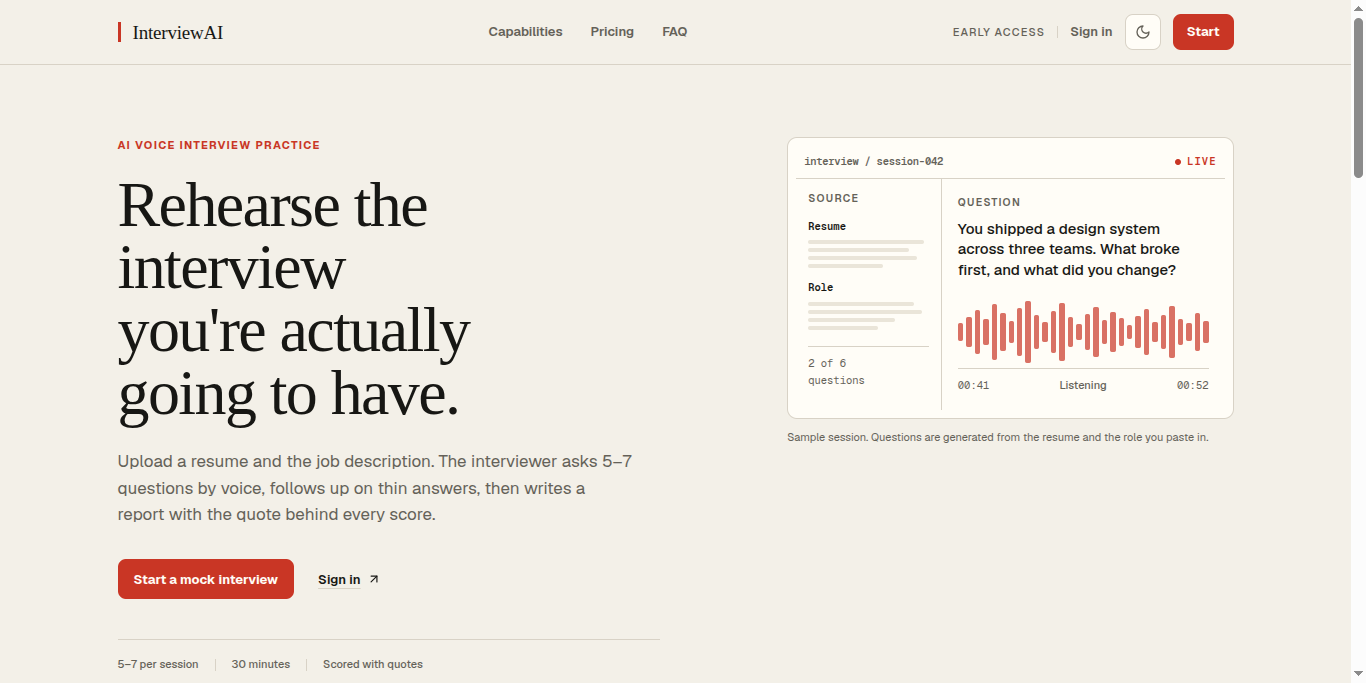 InterviewAI
Capabilities
Pricing
FAQ
EARLY ACCESS
Sign in
Start
AI VOICE INTERVIEW PRACTICE
Rehearse the
interview
you're actually
going to have.
Upload a resume and the job description. The interviewer asks 5–7
questions by voice, follows up on thin answers, then writes a
report with the quote behind every score.
Start a mock interview
Sign in
5–7 per session
30 minutes
Scored with quotes
interview / session-042
LIVE
SOURCE
Resume
Role
2 of 6
questions
QUESTION
You shipped a design system
across three teams. What broke
first, and what did you change?
00:41
Listening
00:52
Sample session. Questions are generated from the resume and the role you paste in.